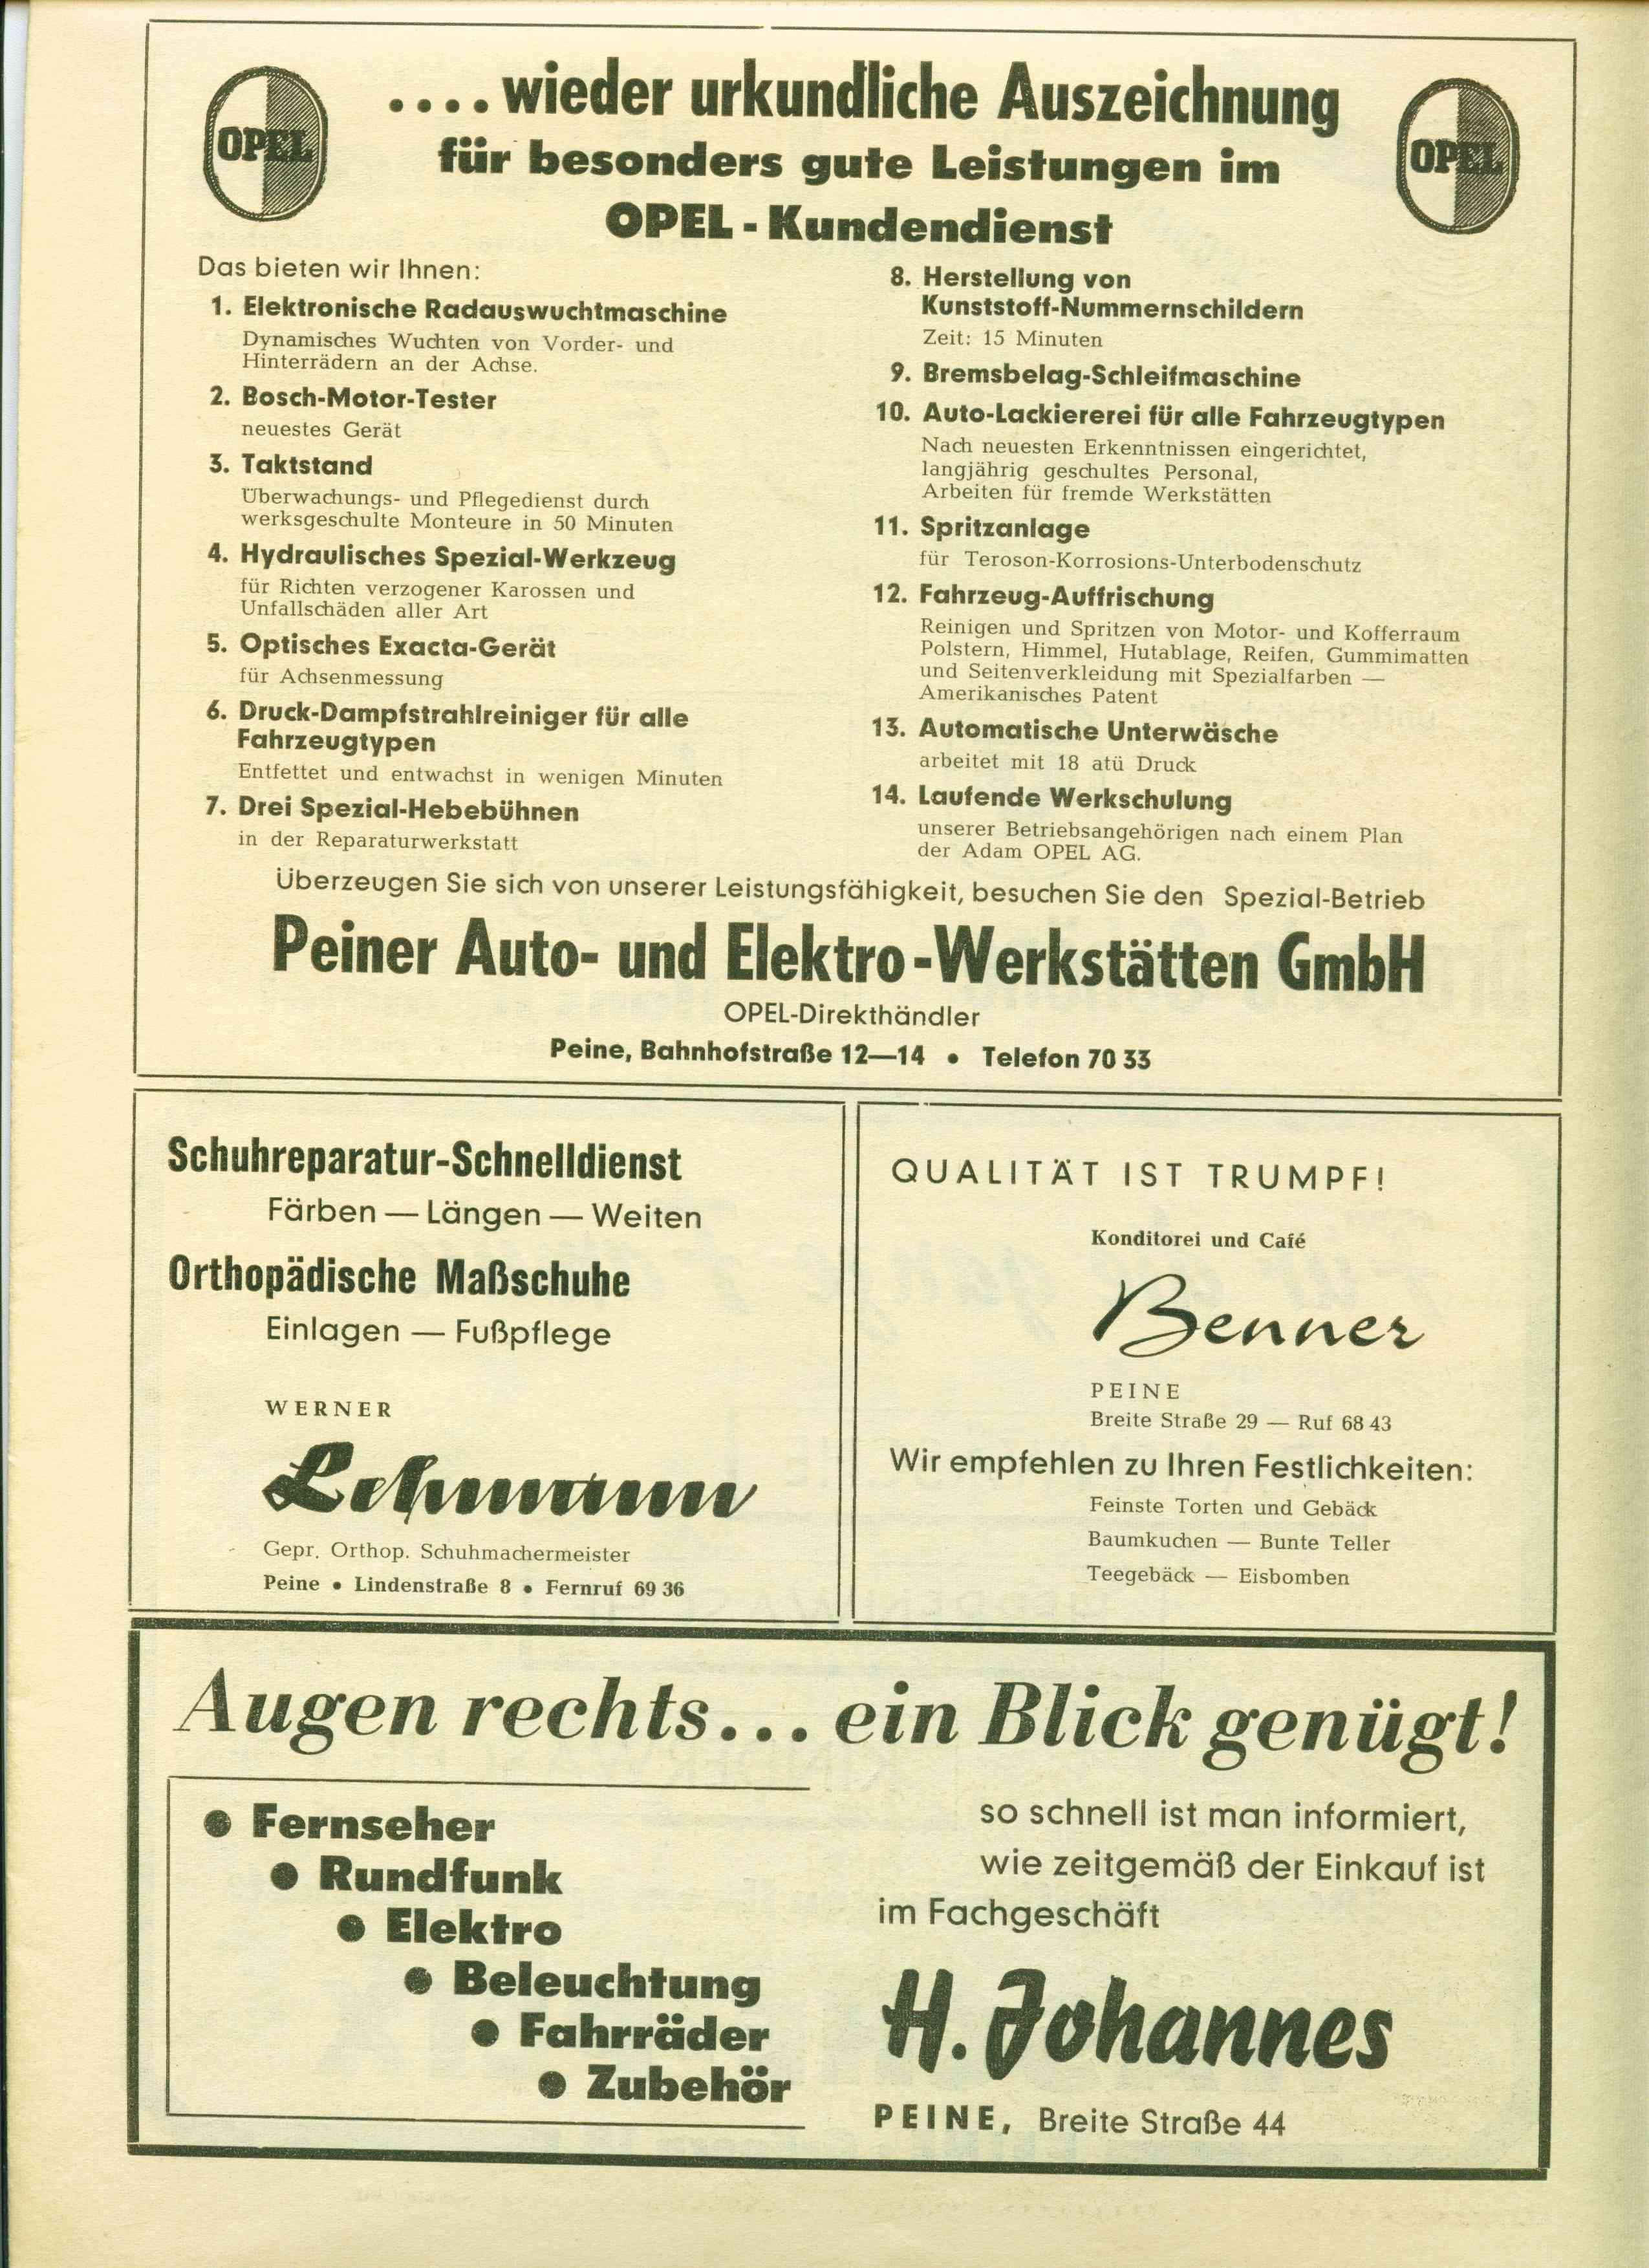 OPEL
.... wieder urkundliche Auszeichnung
für besonders gute Leistungen im
OPEL - Kundendienst
OPEL
Das bieten wir Ihnen:
1. Elektronische Radauswuchtmaschine
Dynamisches Wuchten von Vorder- und
Hinterrädern an der Achse.
2. Bosch-Motor-Tester
neuestes Gerät
3. Taktstand
Überwachungs- und Pflegedienst durch
werksgeschulte Monteure in 50 Minuten
4. Hydraulisches Spezial-Werkzeug
für Richten verzogener Karossen und
Unfallschäden aller Art
5. Optisches Exacta-Gerät
für Achsenmessung
6. Druck-Dampfstrahlreiniger für alle
Fahrzeugtypen
Entfettet und entwachst in wenigen Minuten
7. Drei Spezial-Hebebühnen
in der Reparaturwerkstatt
8. Herstellung von
Kunststoff-Nummernschildern
Zeit: 15 Minuten
9. Bremsbelag-Schleifmaschine
10. Auto-Lackiererei für alle Fahrzeugtypen
Nach neuesten Erkenntnissen eingerichtet,
langjährig geschultes Personal,
Arbeiten für fremde Werkstätten
11. Spritzanlage
für Teroson-Korrosions-Unterbodenschutz
12. Fahrzeug-Auffrischung
Reinigen und Spritzen von Motor- und Kofferraum
Polstern, Himmel, Hutablage, Reifen, Gummimatten
und Seitenverkleidung mit Spezialfarben —
Amerikanisches Patent
13. Automatische Unterwäsche
arbeitet mit 18 atü Druck
14. Laufende Werkschulung
unserer Betriebsangehörigen nach einem Plan
der Adam OPEL AG.
Überzeugen Sie sich von unserer Leistungsfähigkeit, besuchen Sie den Spezial-Betrieb
Peiner Auto- und Elektro-Werkstätten GmbH
OPEL-Direkthändler
Peine, Bahnhofstraße 12—14 • Telefon 70 33
Schuhreparatur-Schnelldienst
Färben — Längen — Weiten
Orthopädische Maßschuhe
Einlagen — Fußpflege
WERNER
Lehmann
Gepr. Orthop. Schuhmachermeister
Peine • Lindenstraße 8 • Fernruf 69 36
QUALITÄT IST TRUMPF!
Konditorei und Café
Benner
PEINE
Breite Straße 29 — Ruf 68 43
Wir empfehlen zu Ihren Festlichkeiten:
Feinste Torten und Gebäck
Baumkuchen — Bunte Teller
Teegebäck — Eisbomben
Augen rechts... ein Blick genügt!
• Fernseher
• Rundfunk
• Elektro
• Beleuchtung
• Fahrräder
• Zubehör
so schnell ist man informiert,
wie zeitgemäß der Einkauf ist
im Fachgeschäft
H. Johannes
PEINE, Breite Straße 44